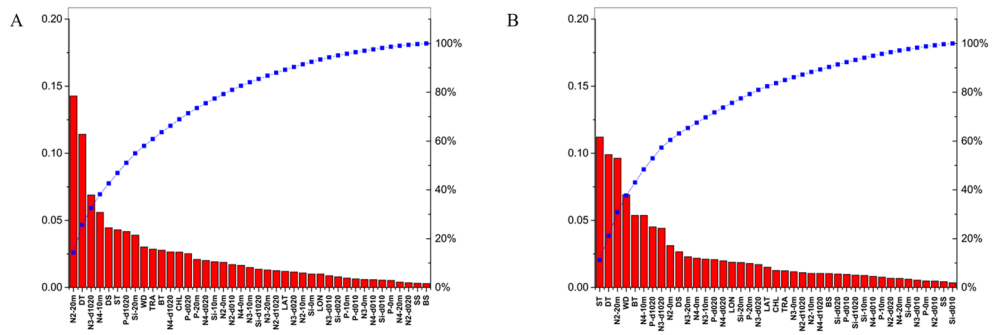 A
0.20
0.15
0.10
0.05
0.00
100%
80%
60%
40%
20%
0%
N2-20m
DT
N3-d1020
N4-10m
DS
ST
P-d1020
Si-20m
WD
TRA
BT
N4-d1020
CHL
P-d020
P-20m
Si-10m
N2-0m
N2-d010
N4-0m
N3-10m
Si-d1020
N3-20m
N2-d1020
LAT
N3-d020
N2-10m
Si-0m
LON
N3-d010
Si-d020
P-10m
P-d010
N4-d010
Si-d010
P-0m
N4-20m
N2-d020
SS
BS
B
0.20
0.15
0.10
0.05
0.00
100%
80%
60%
40%
20%
0%
ST
DT
N2-20m
WD
BT
N4-10m
P-d1020
N3-d1020
N2-0m
DS
N3-20m
N3-10m
P-d020
N4-d020
LON
Si-20m
P-20m
N3-d020
LAT
CHL
TRA
N3-0m
N2-d1020
N2-10m
N4-d1020
BS
Si-d020
P-d010
Si-d1020
Si-10m
N4-0m
P-10m
N2-d020
N4-20m
Si-0m
N3-d010
P-0m
N2-d010
N4-d010
SS
Si-d010